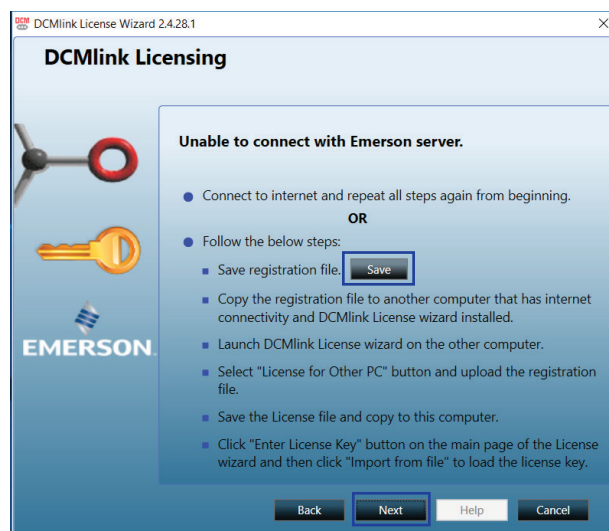 DCM DCMlink License Wizard 2.4.28.1
DCMlink Licensing
Unable to connect with Emerson server.
Connect to internet and repeat all steps again from beginning.
OR
Follow the below steps:
Save registration file. Save
Copy the registration file to another computer that has internet
connectivity and DCMlink License wizard installed.
Launch DCMlink License wizard on the other computer.
Select "License for Other PC" button and upload the registration
file.
Save the License file and copy to this computer.
Click "Enter License Key" button on the main page of the License
wizard and then click "Import from file" to load the license key.
EMERSON.
Back Next Help Cancel